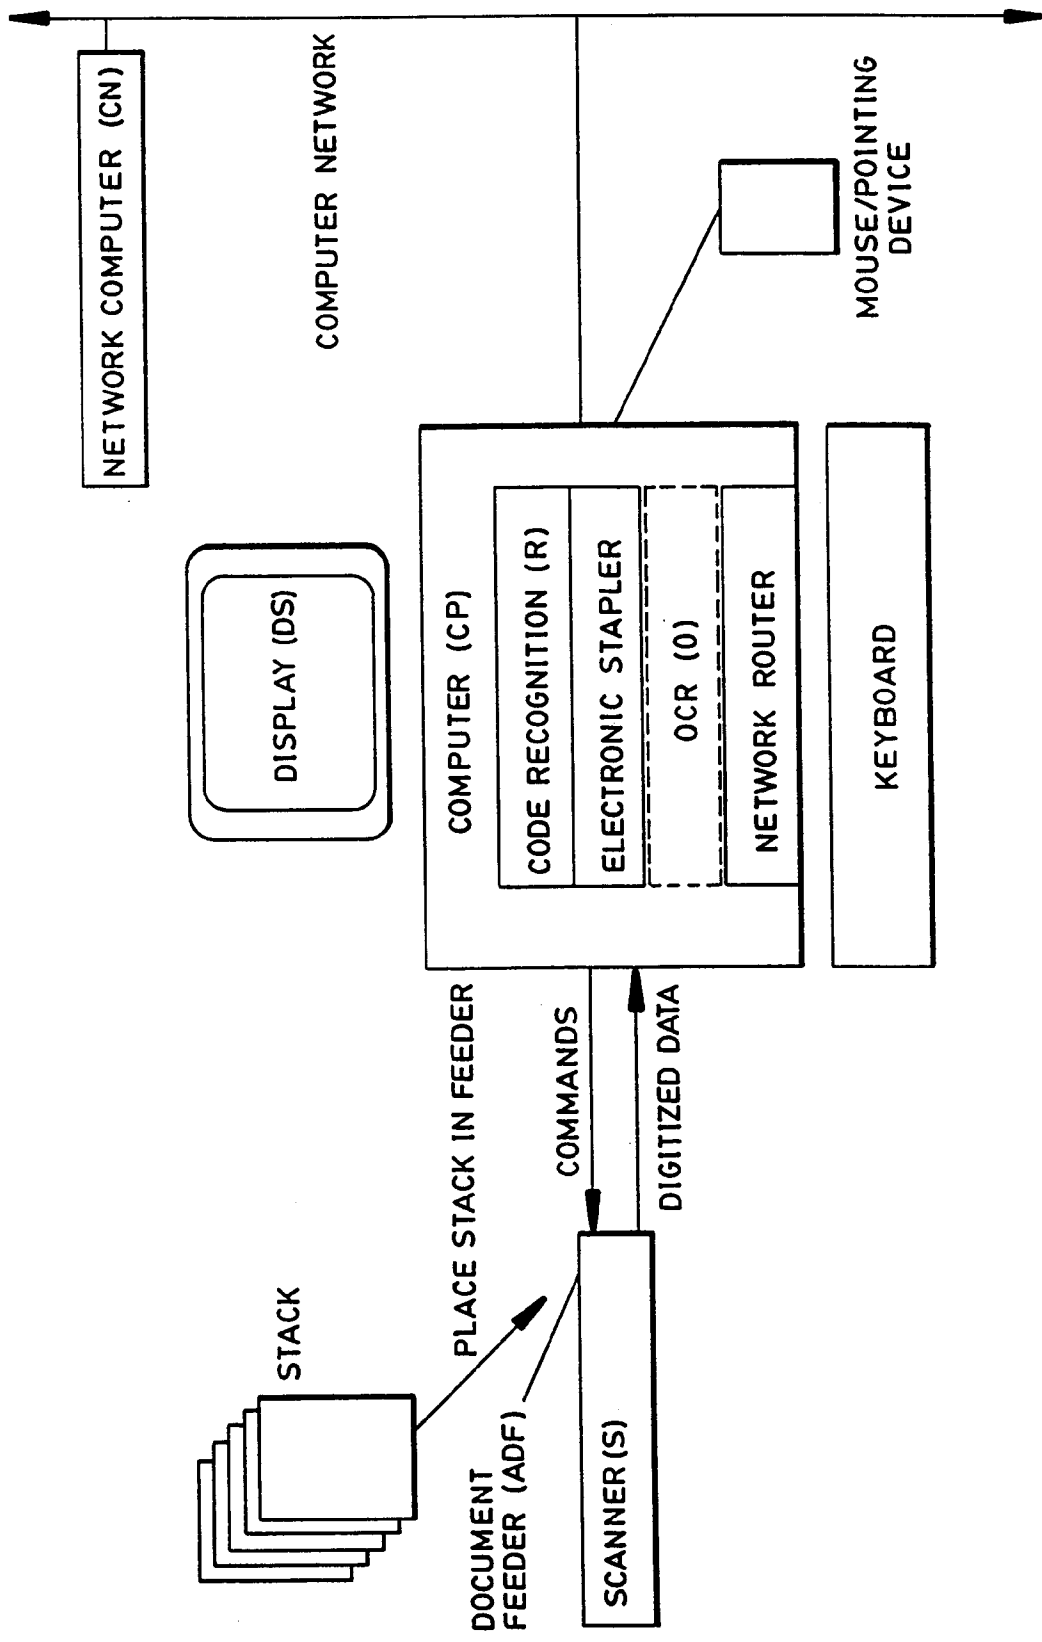 STACK
PLACE STACK IN FEEDER
DOCUMENT
FEEDER (ADF)
SCANNER (S)
COMMANDS
DIGITIZED DATA
DISPLAY (DS)
COMPUTER (CP)
CODE RECOGNITION (R)
ELECTRONIC STAPLER
OCR (O)
NETWORK ROUTER
KEYBOARD
NETWORK COMPUTER (CN)
COMPUTER NETWORK
MOUSE/POINTING
DEVICE